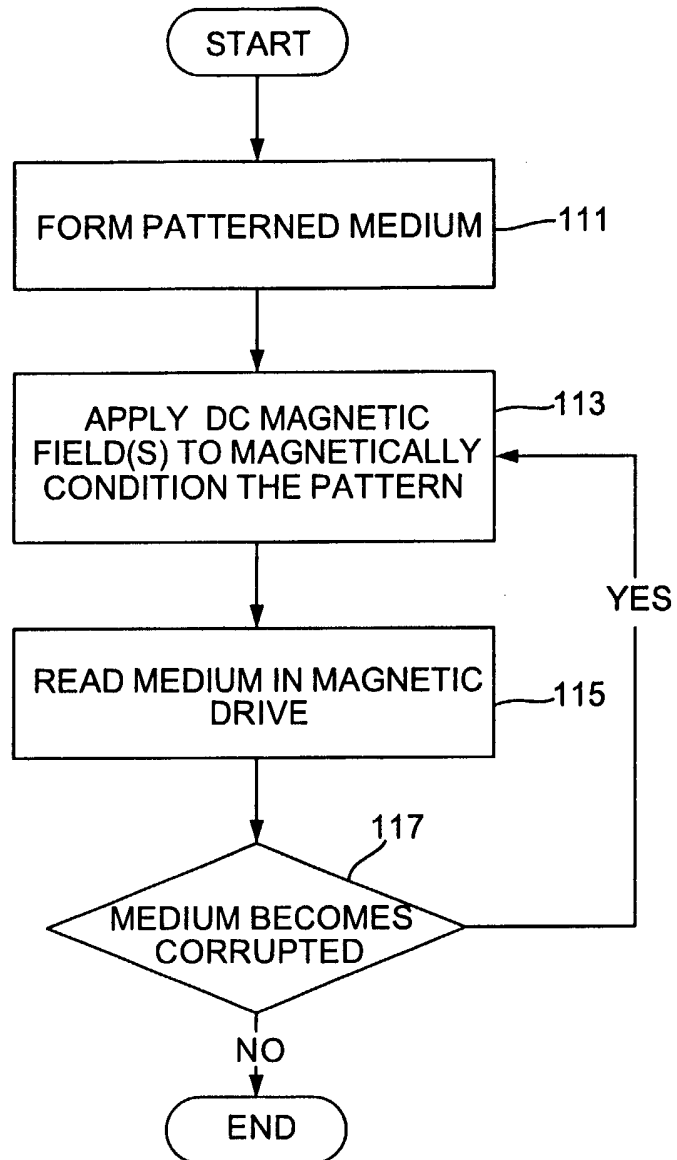 START
FORM PATTERNED MEDIUM
111
APPLY DC MAGNETIC
FIELD(S) TO MAGNETICALLY
CONDITION THE PATTERN
113
READ MEDIUM IN MAGNETIC
DRIVE
115
YES
117
MEDIUM BECOMES
CORRUPTED
NO
END